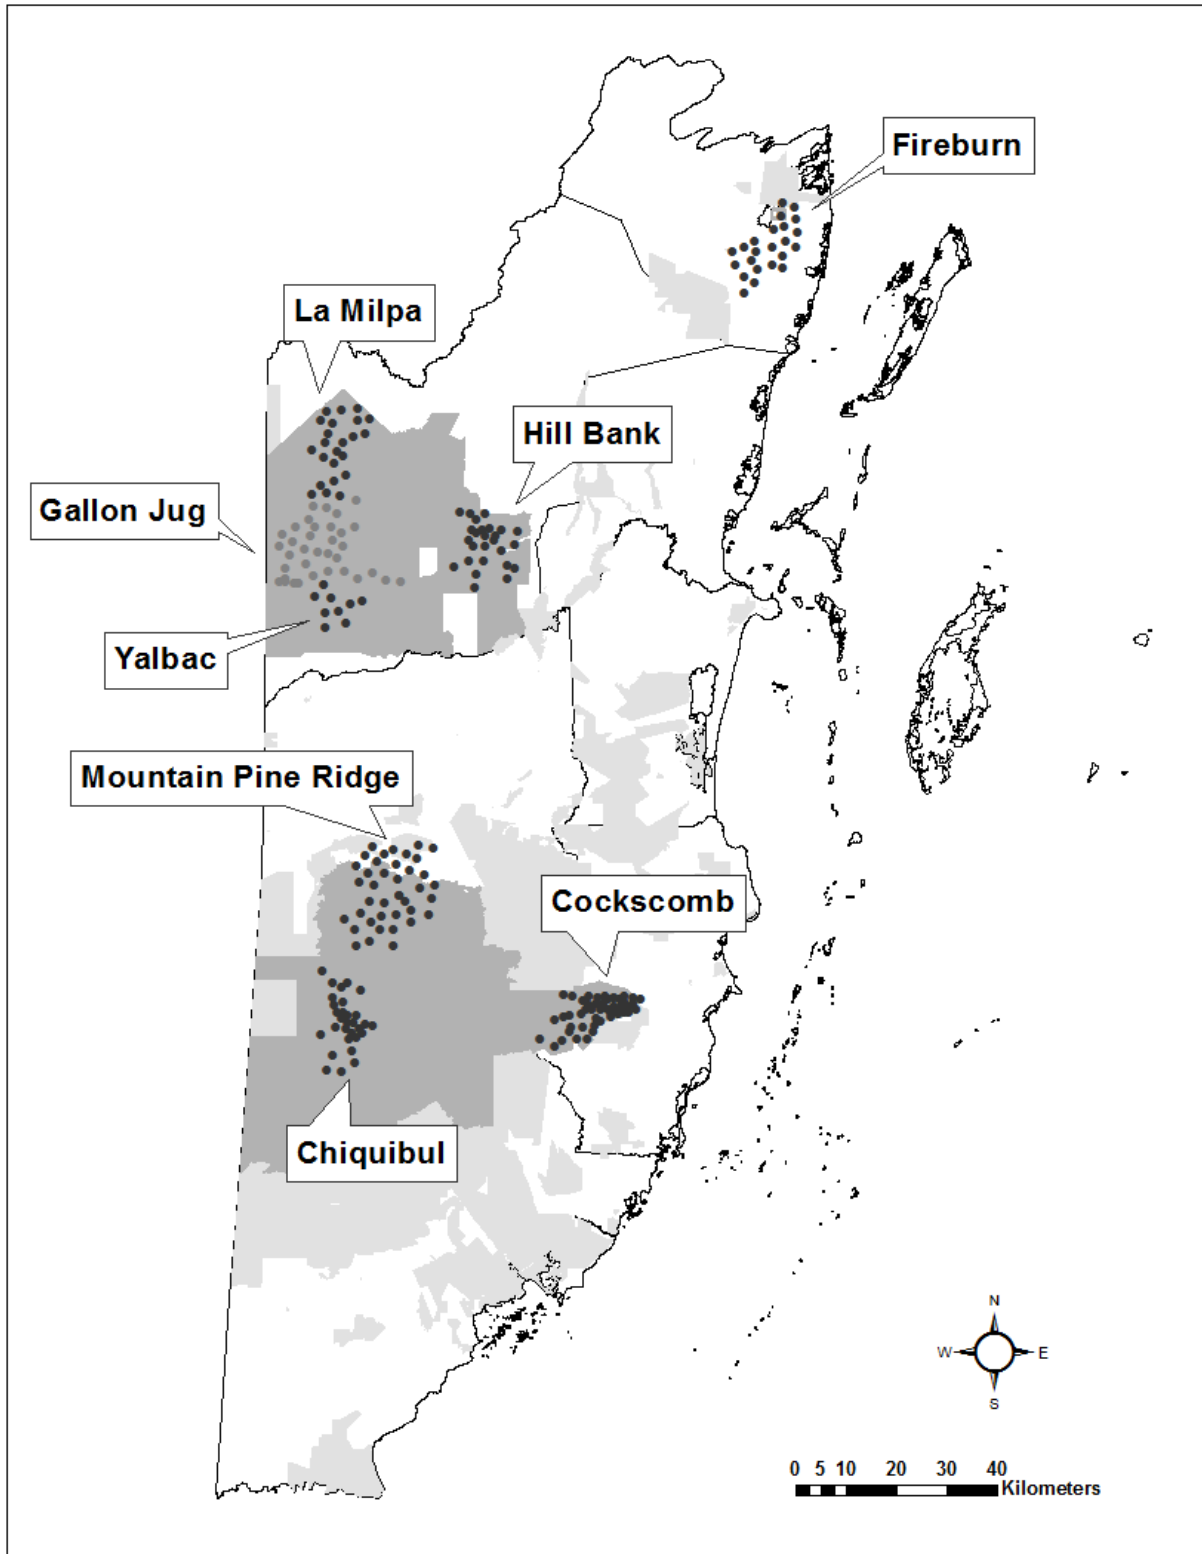 Fireburn
La Milpa
Hill Bank
Gallon Jug
Yalbac
Mountain Pine Ridge
Cockscomb
Chiquibul
N
W E
S
0 5 10 20 30 40
Kilometers